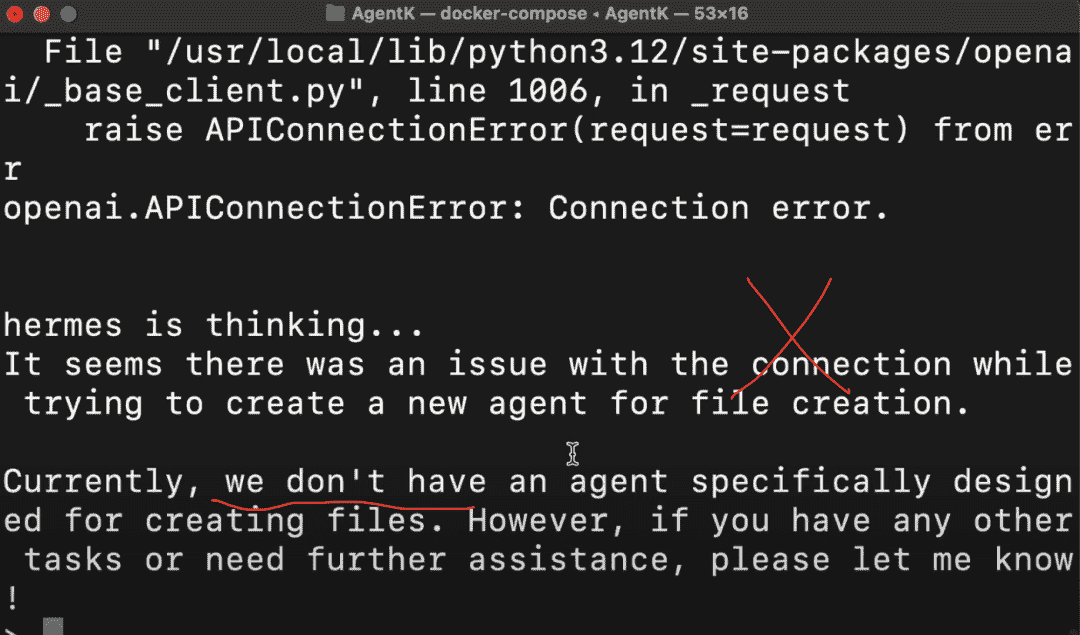 AgentK — docker-compose • AgentK — 53×16
  File "/usr/local/lib/python3.12/site-packages/opena
i/_base_client.py", line 1006, in _request
    raise APIConnectionError(request=request) from er
r
openai.APIConnectionError: Connection error.
hermes is thinking...
It seems there was an issue with the connection while
 trying to create a new agent for file creation.
Currently, we don't have an agent specifically design
ed for creating files. However, if you have any other
 tasks or need further assistance, please let me know
!
>